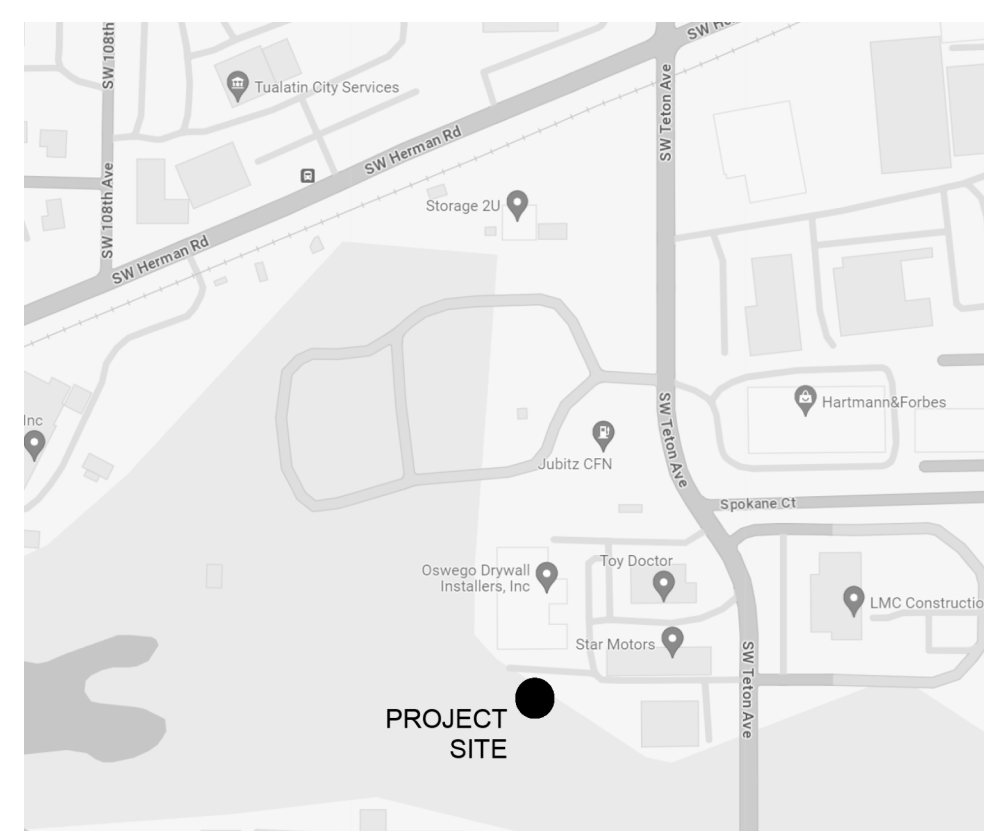 SW 108th
SW He
Tualatin City Services
SW Teton Ave
SW Herman Rd
SW 108th Ave
Storage 2U
SW Herman Rd
Inc
SW Teton Ave
Hartmann&Forbes
Jubitz CFN
Spokane Ct
Oswego Drywall
Installers, Inc
Toy Doctor
LMC Constructio
Star Motors
SW Teton Ave
PROJECT
SITE